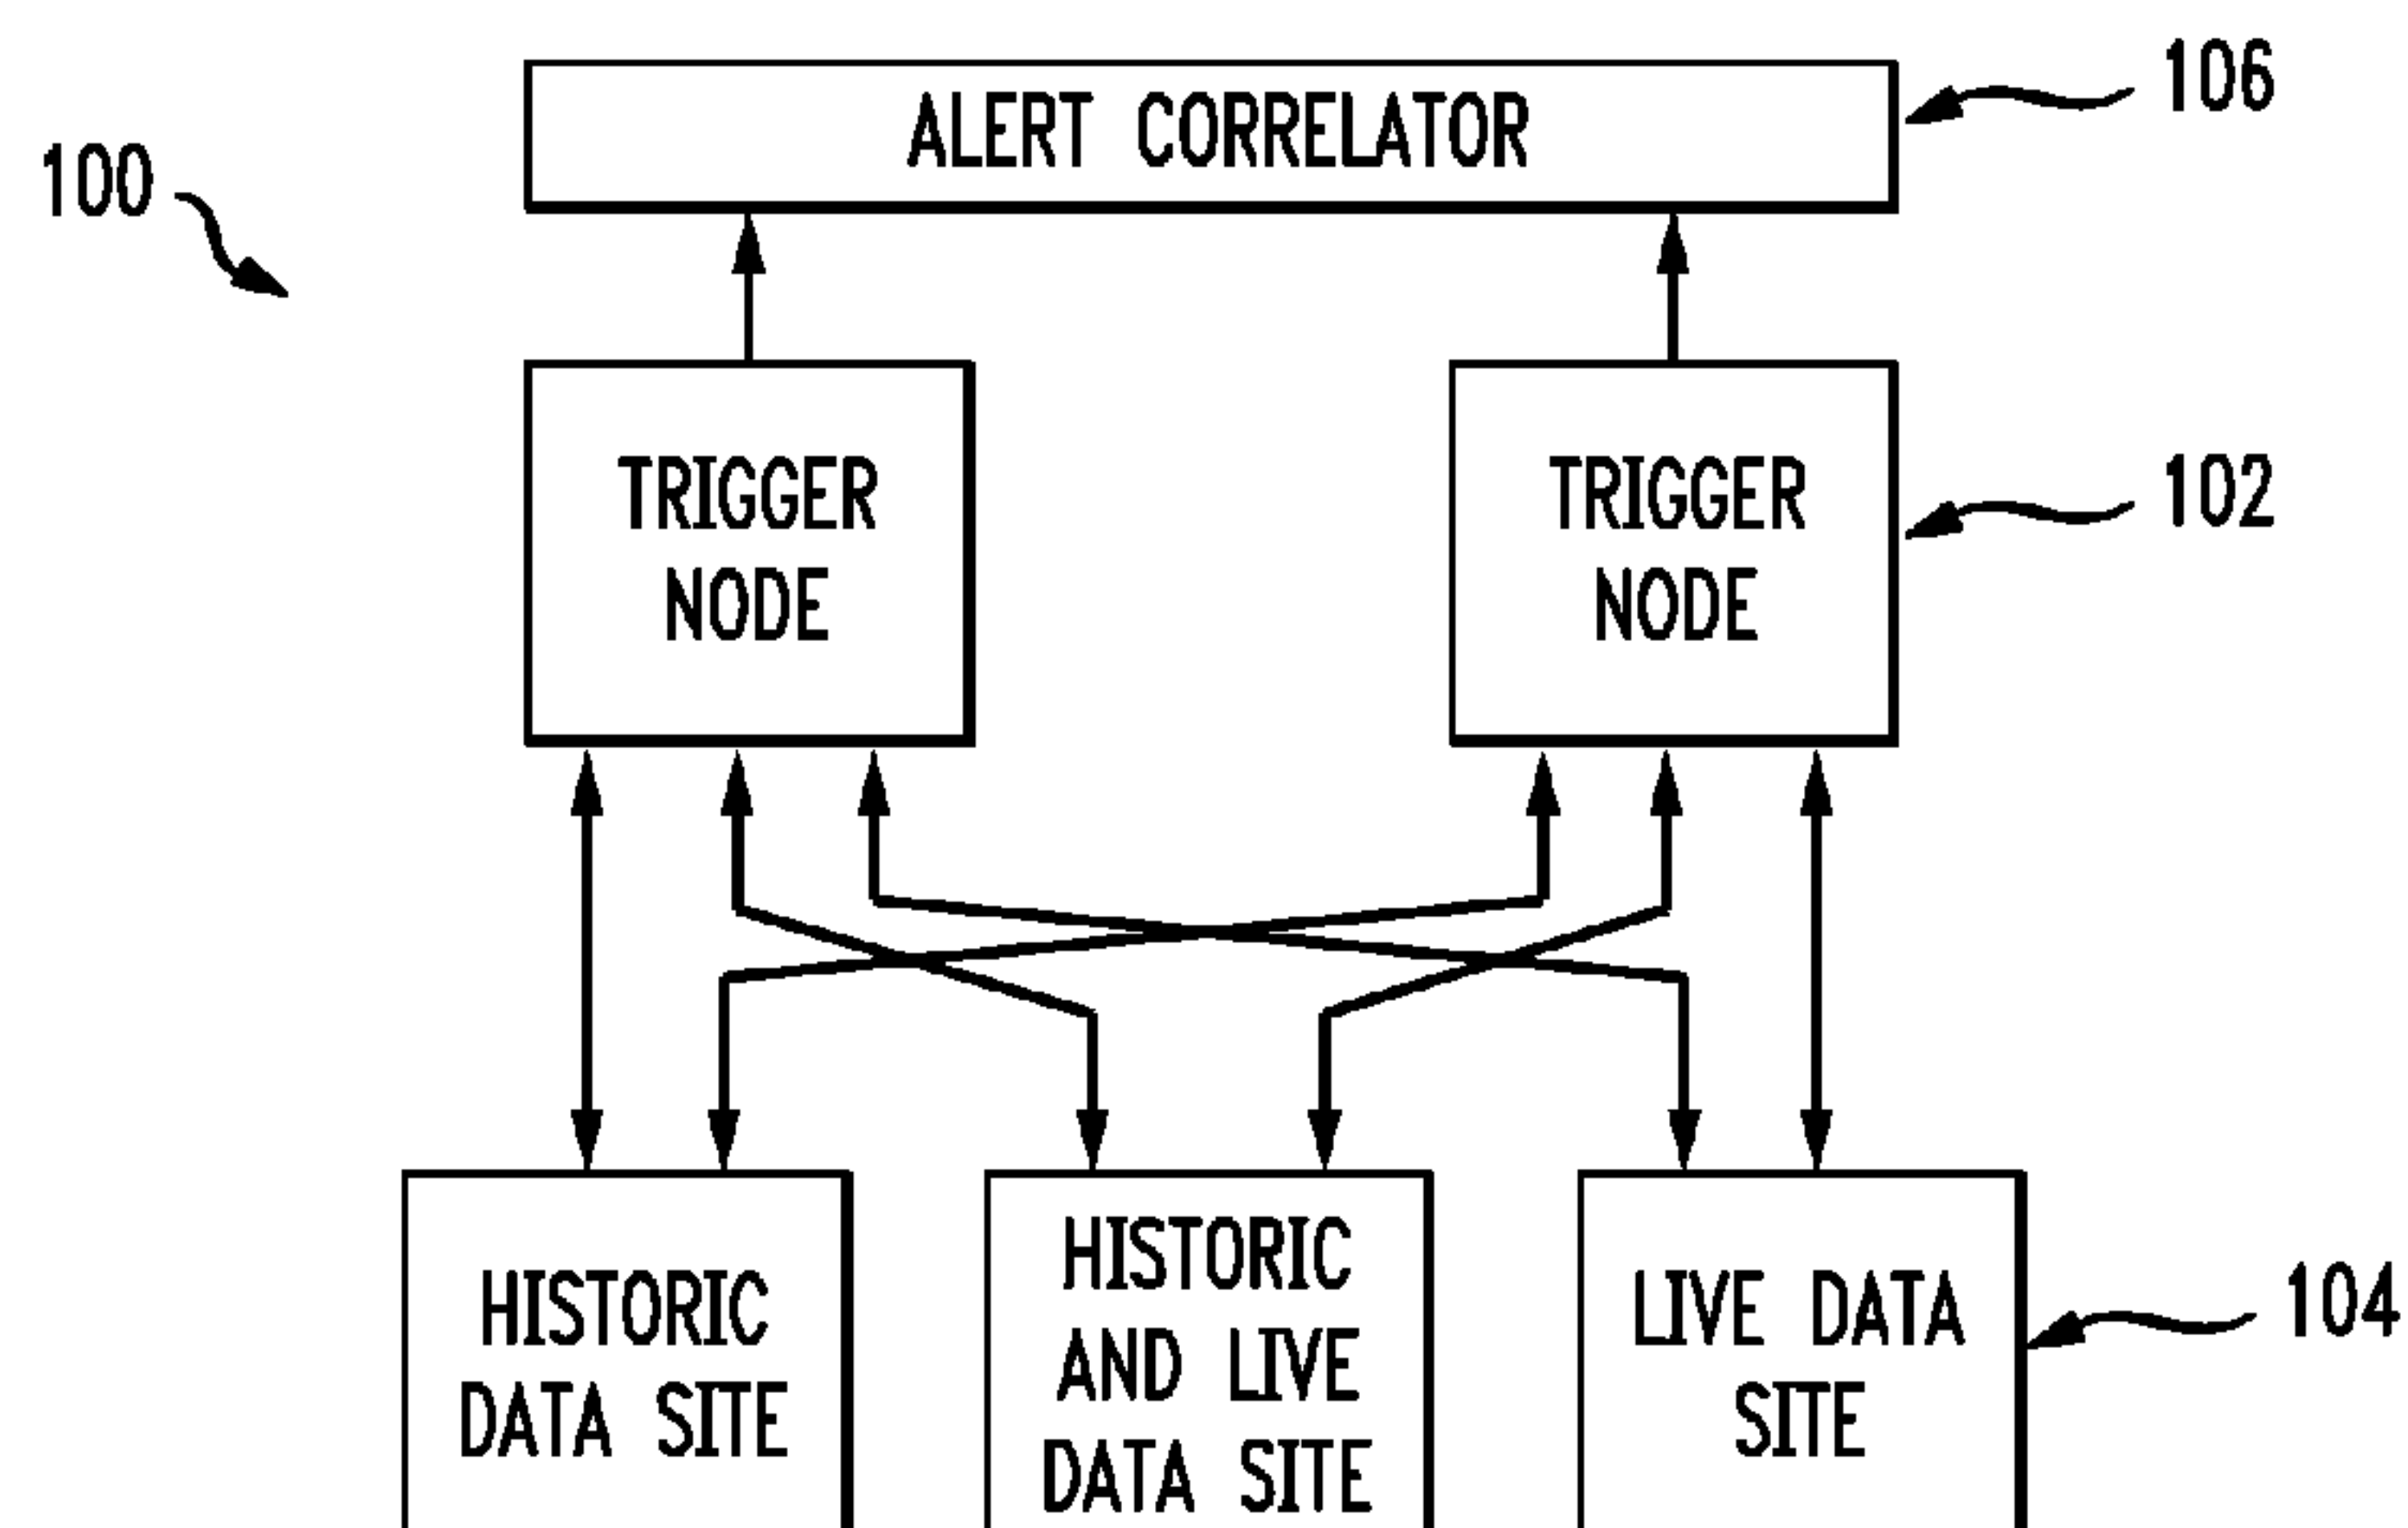 106
ALERT CORRELATOR
100
TRIGGER
NODE
TRIGGER
NODE
102
HISTORIC
DATA SITE
HISTORIC
AND LIVE
DATA SITE
LIVE DATA
SITE
104